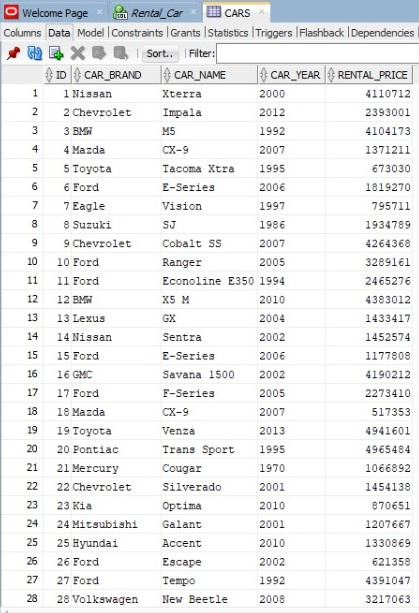 Welcome Page Rental_Car CARS
Columns Data Model Constraints Grants Statistics Triggers Flashback Dependencies
Sort.. Filter:
ID CAR_BRAND CAR_NAME CAR_YEAR RENTAL_PRICE
1 1 Nissan Xterra 2000 4110712
2 2 Chevrolet Impala 2012 2393001
3 3 BMW M5 1992 4104173
4 4 Mazda CX-9 2007 1371211
5 5 Toyota Tacoma Xtra 1995 673030
6 6 Ford E-Series 2006 1819270
7 7 Eagle Vision 1997 795711
8 8 Suzuki SJ 1986 1934789
9 9 Chevrolet Cobalt SS 2007 4264368
10 10 Ford Ranger 2005 3289161
11 11 Ford Econoline E350 1994 2465276
12 12 BMW X5 M 2010 4383012
13 13 Lexus GX 2004 1433417
14 14 Nissan Sentra 2002 1452574
15 15 Ford E-Series 2006 1177808
16 16 GMC Savana 1500 2002 4190212
17 17 Ford F-Series 2005 2273410
18 18 Mazda CX-9 2007 517353
19 19 Toyota Venza 2013 4941601
20 20 Pontiac Trans Sport 1995 4965484
21 21 Mercury Cougar 1970 1066892
22 22 Chevrolet Silverado 2001 1454138
23 23 Kia Optima 2010 870651
24 24 Mitsubishi Galant 2001 1207667
25 25 Hyundai Accent 2010 1330869
26 26 Ford Escape 2002 621358
27 27 Ford Tempo 1992 4391047
28 28 Volkswagen New Beetle 2008 3217063